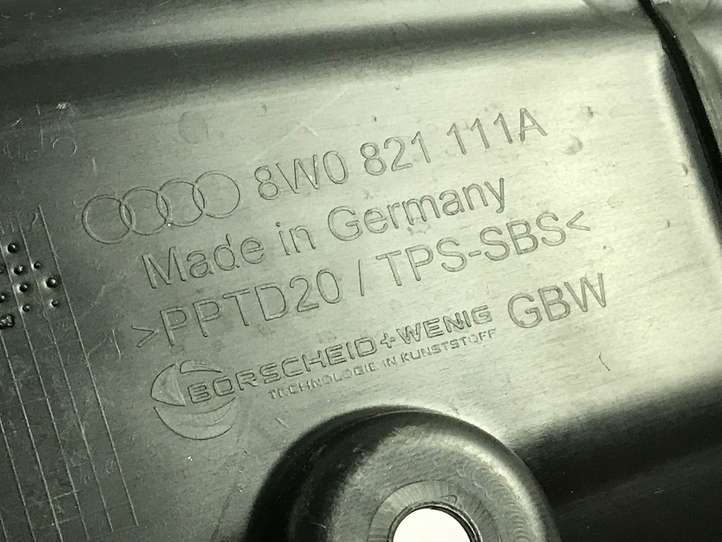 8W0 821 111A
Made in Germany
>PPTD20 / TPS-SBS<
BORSCHEID+WENIG GBW
TECHNOLOGIE IN KUNSTSTOFF